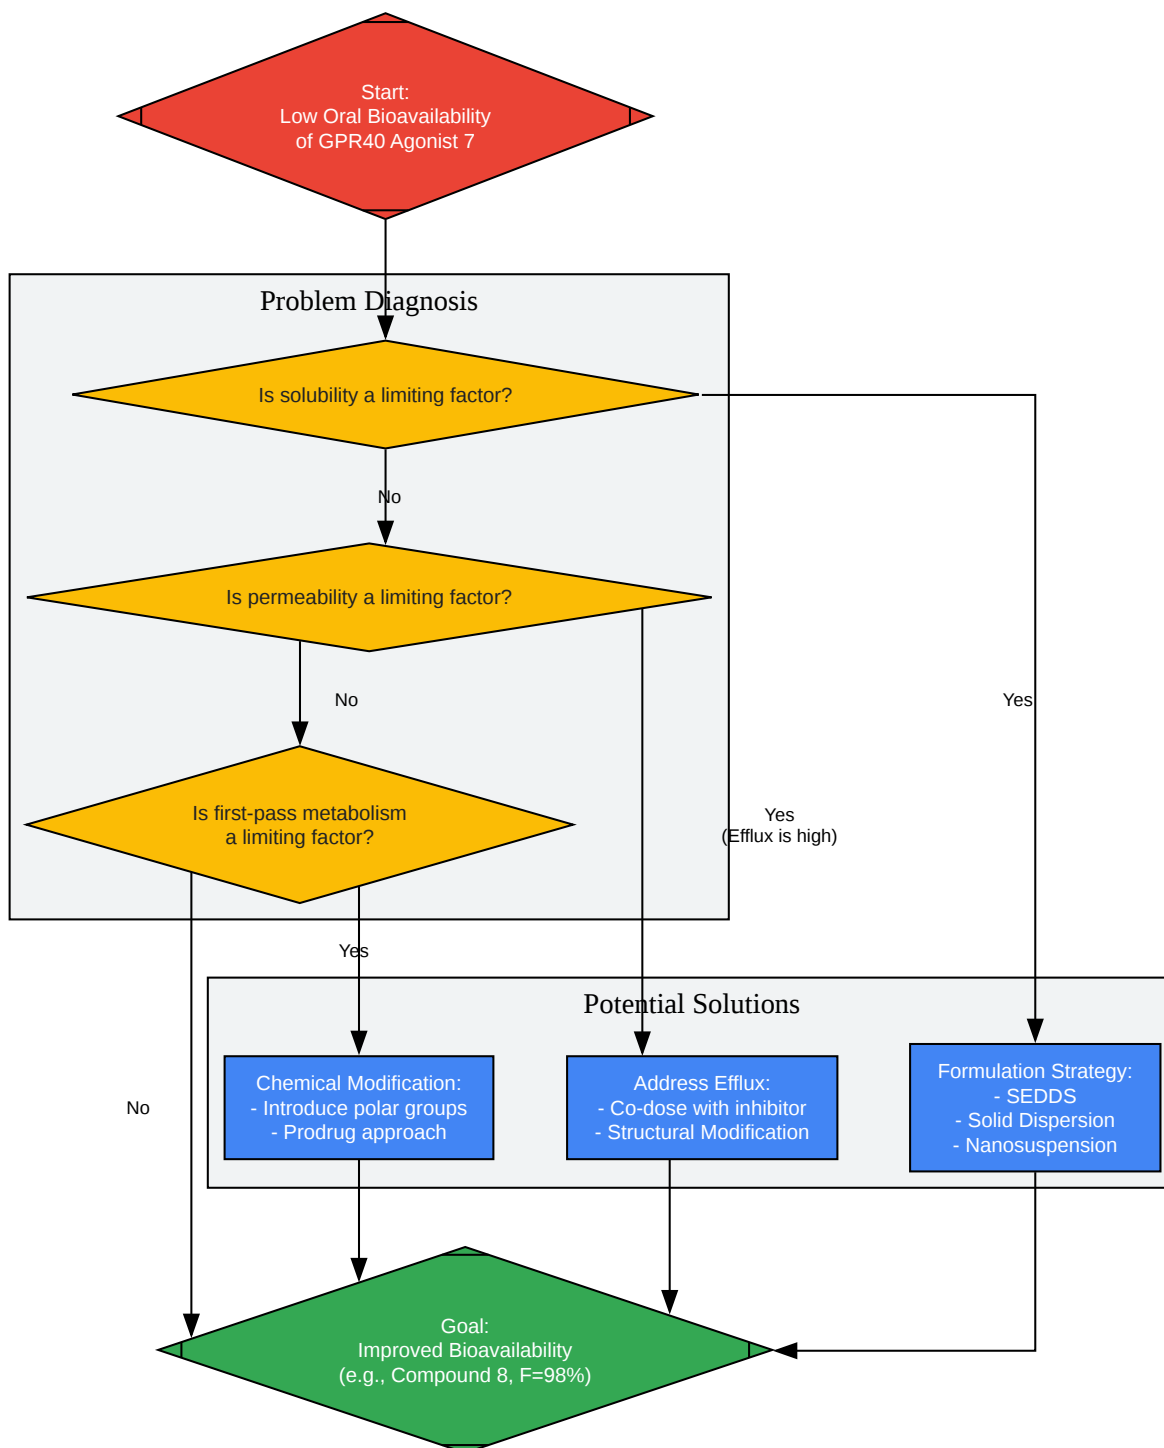 Start:
Low Oral Bioavailability
of GPR40 Agonist 7
Problem Diagnosis
Is solubility a limiting factor?
No
Is permeability a limiting factor?
No
Yes
Is first-pass metabolism
a limiting factor?
Yes
(Efflux is high)
Yes
Potential Solutions
Chemical Modification:
- Introduce polar groups
- Prodrug approach
Address Efflux:
- Co-dose with inhibitor
- Structural Modification
Formulation Strategy:
- SEDDS
- Solid Dispersion
- Nanosuspension
No
Goal:
Improved Bioavailability
(e.g., Compound 8, F=98%)